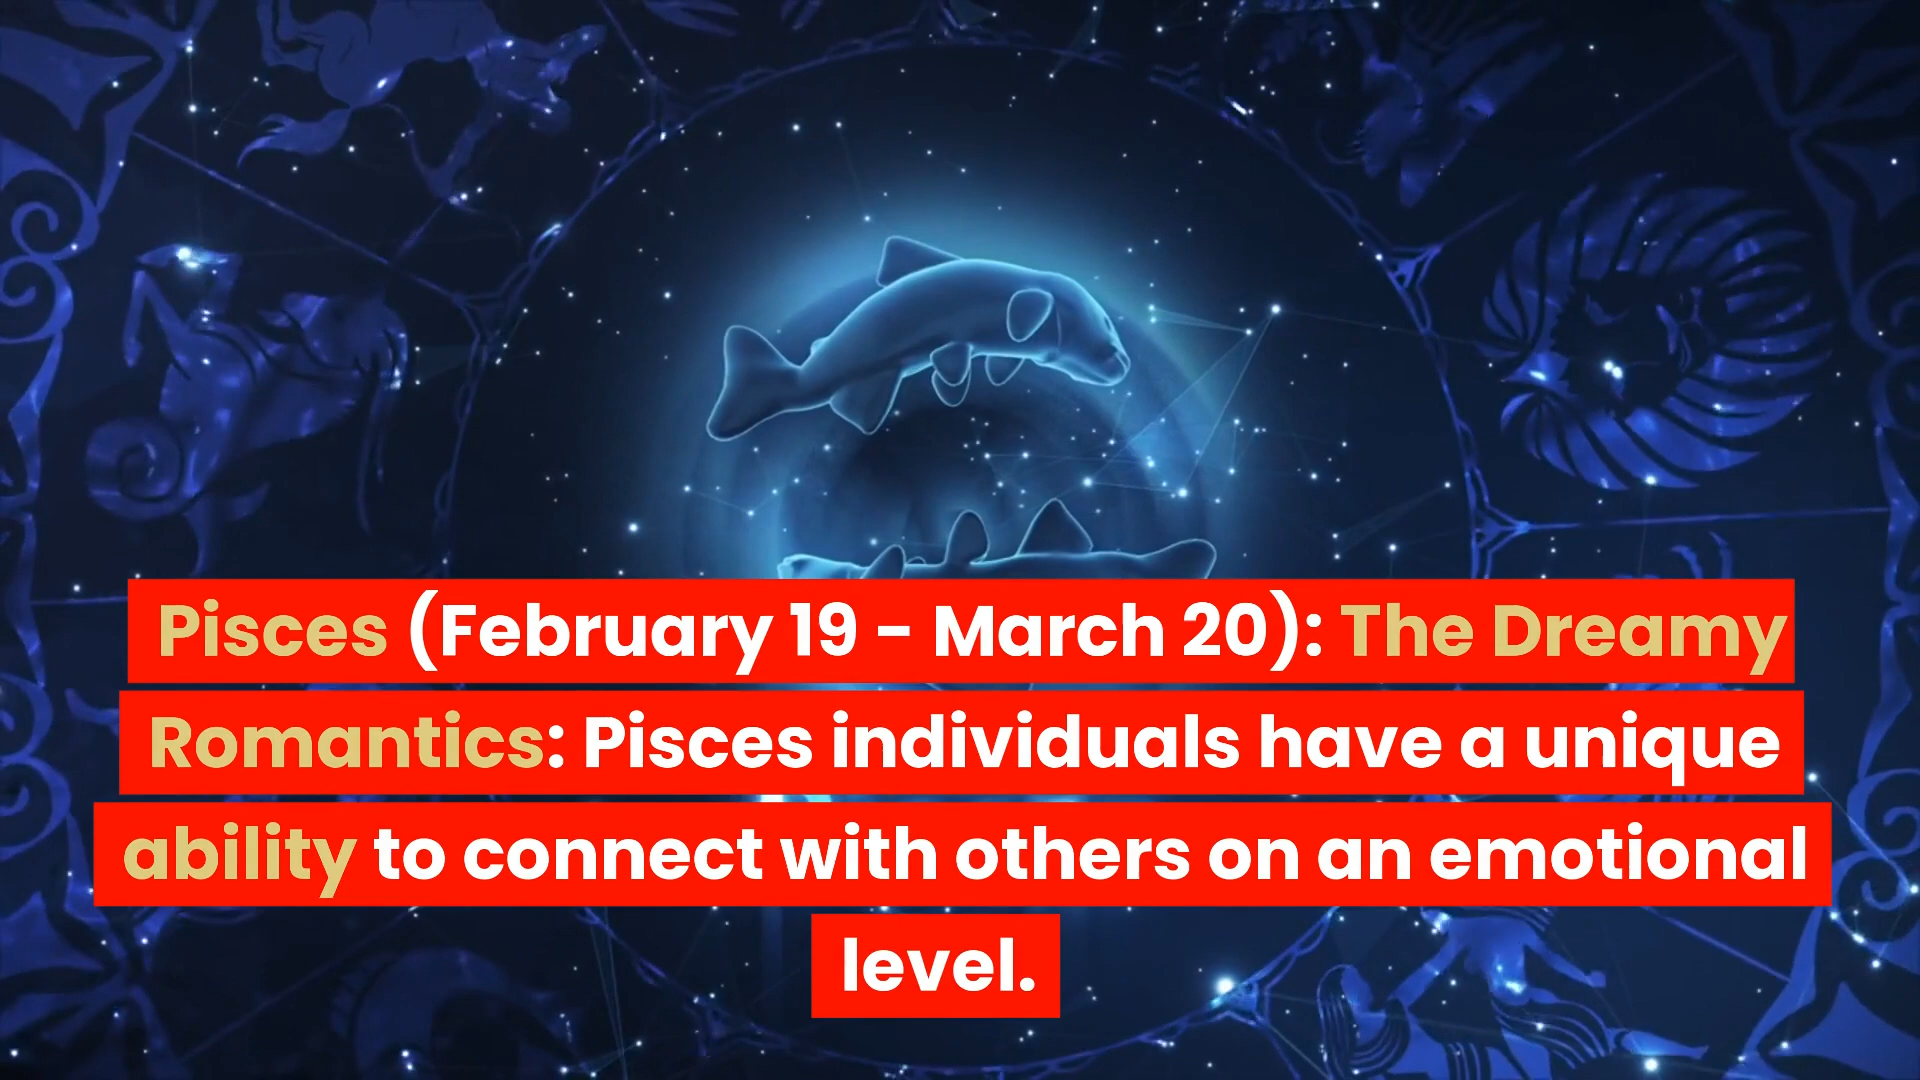 Pisces (February 19 - March 20): The Dreamy
Romantics: Pisces individuals have a unique
ability to connect with others on an emotional
level.